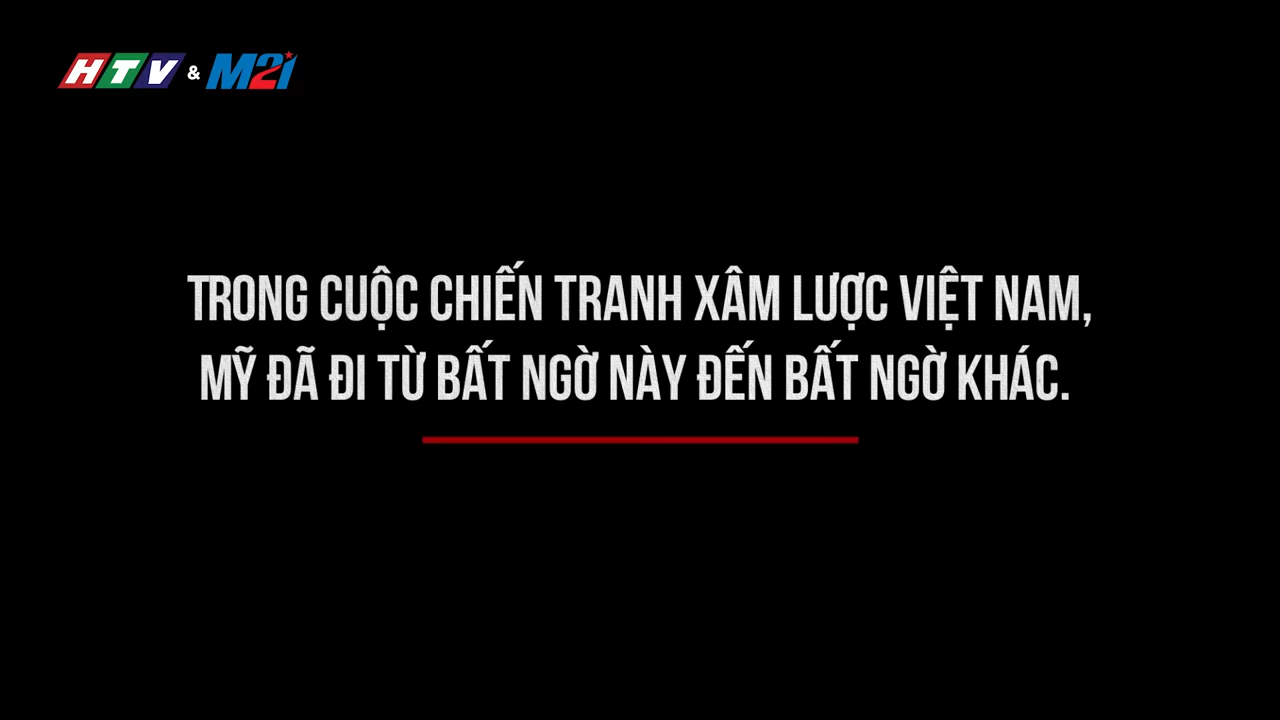 HTV & M21
TRONG CUỘC CHIẾN TRANH XÂM LƯỢC VIỆT NAM,
MỸ ĐÃ ĐI TỪ BẤT NGỜ NÀY ĐẾN BẤT NGỜ KHÁC.